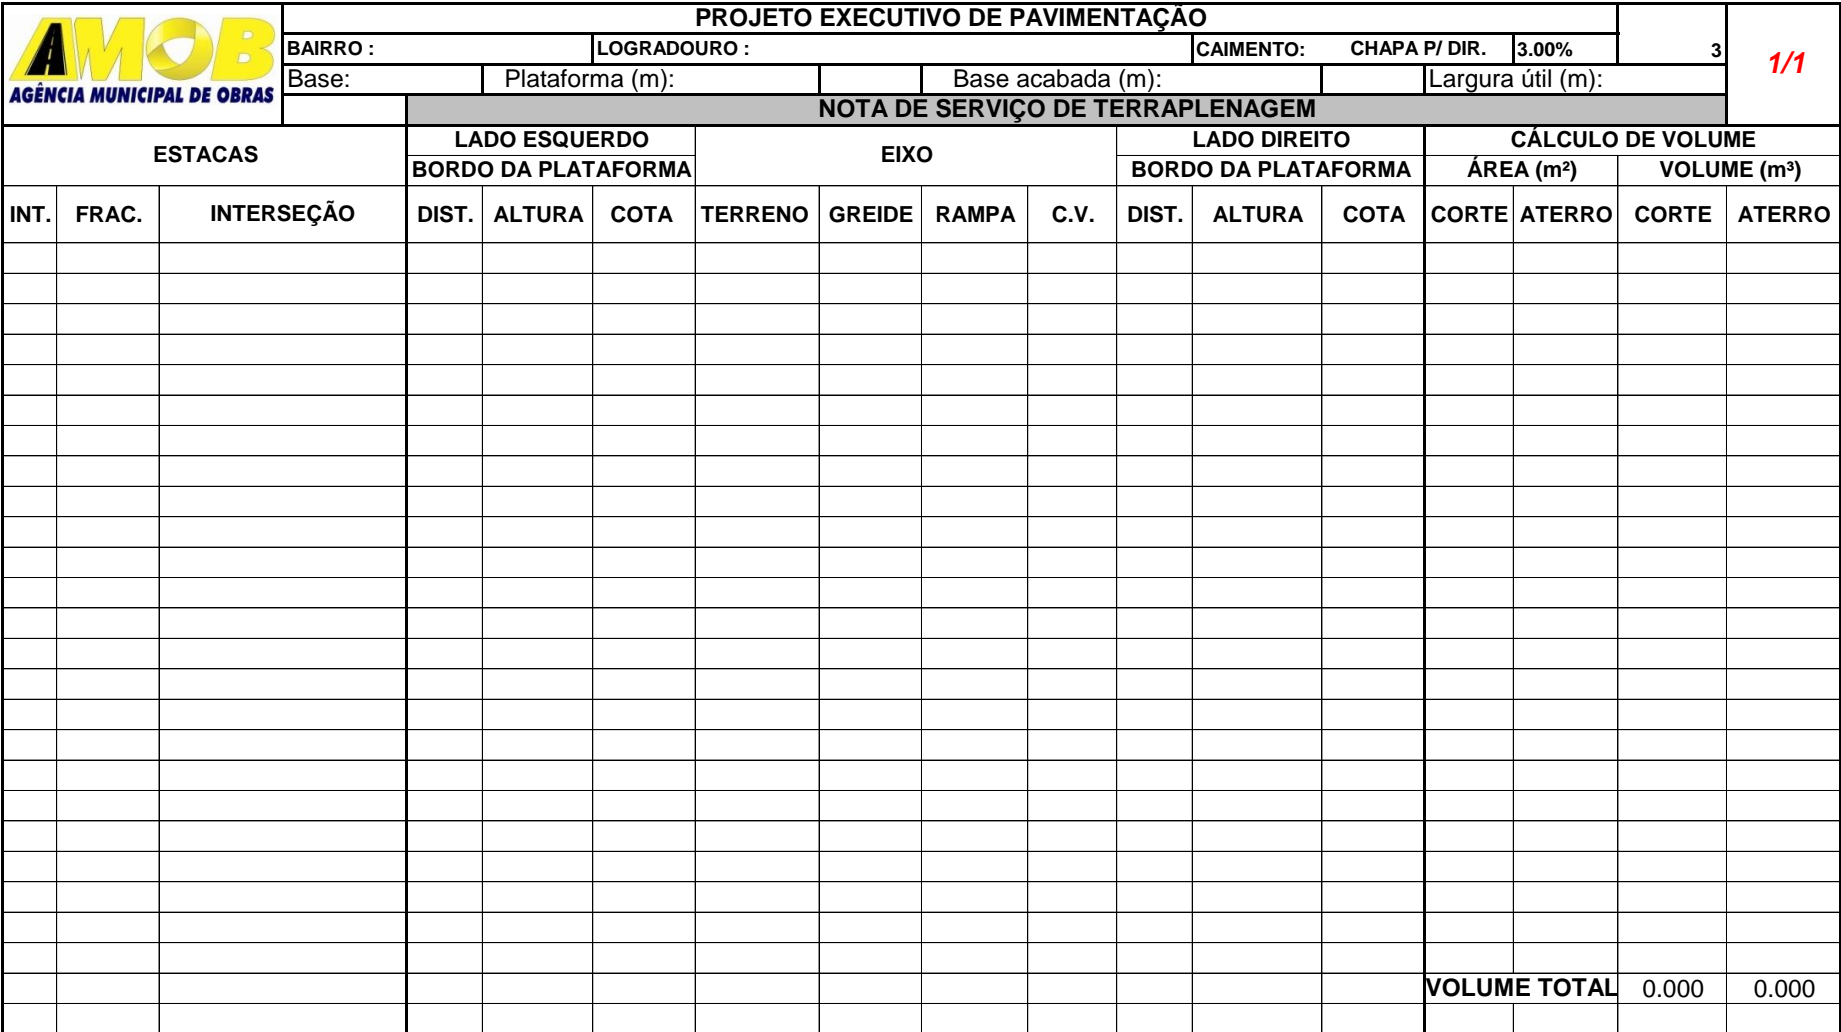 AMOB
AGÊNCIA MUNICIPAL DE OBRAS
PROJETO EXECUTIVO DE PAVIMENTAÇÃO
BAIRRO : LOGRADOURO : CAIMENTO: CHAPA P/ DIR. 3.00% 3
1/1
Base: Plataforma (m): Base acabada (m): Largura útil (m):
NOTA DE SERVIÇO DE TERRAPLENAGEM
ESTACAS LADO ESQUERDO EIXO LADO DIREITO CÁLCULO DE VOLUME
BORDO DA PLATAFORMA BORDO DA PLATAFORMA ÁREA (m²) VOLUME (m³)
INT. FRAC. INTERSEÇÃO DIST. ALTURA COTA TERRENO GREIDE RAMPA C.V. DIST. ALTURA COTA CORTE ATERRO CORTE ATERRO
VOLUME TOTAL 0.000 0.000